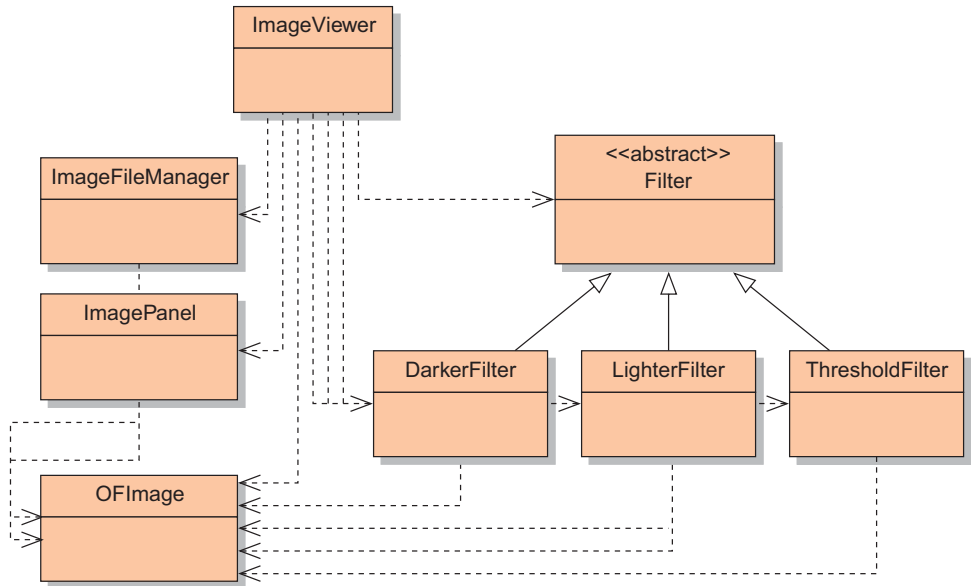 ImageViewer
<<abstract>>
Filter
ImageFileManager
ImagePanel
DarkerFilter
LighterFilter
ThresholdFilter
OFImage